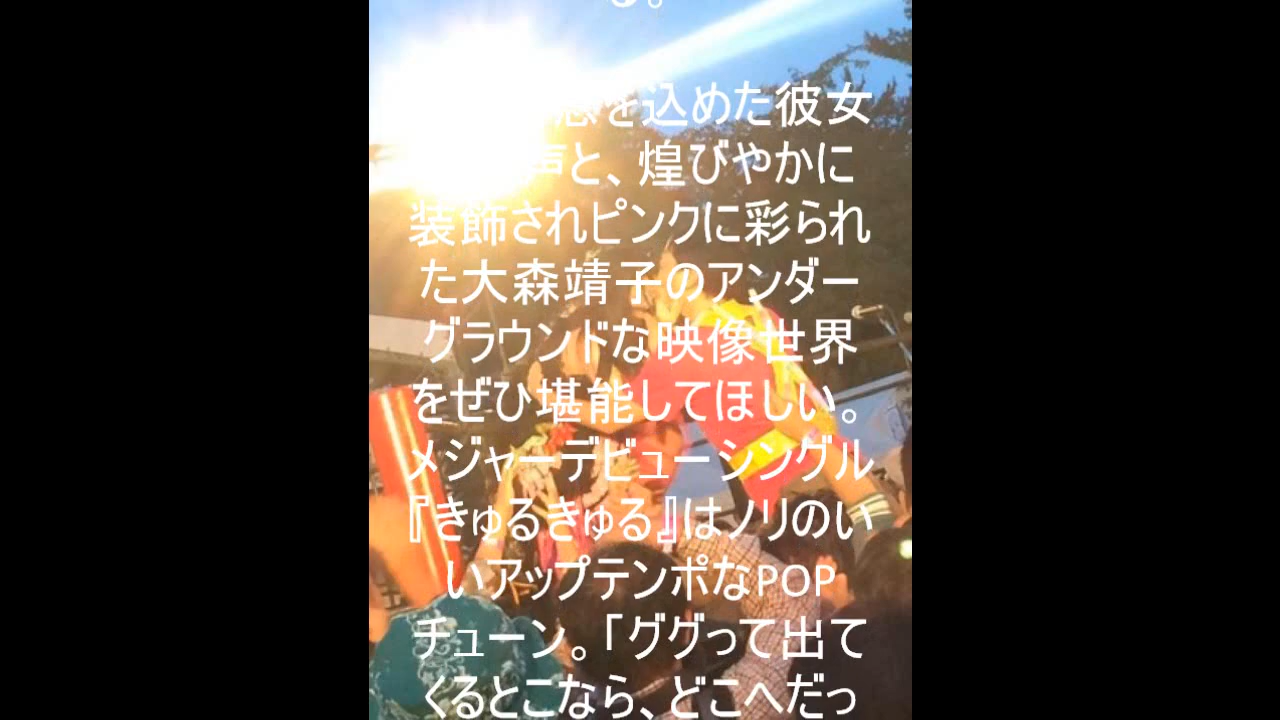 る。
念を込めた彼女
声と、煌びやかに
装飾されピンクに彩られ
た大森靖子のアンダー
グラウンドな映像世界
をぜひ堪能してほしい。
メジャーデビューシングル
『きゅるきゅる』はノリのい
いアップテンポなPOP
チューン。「ググって出て
くるとこなら、どこへだっ